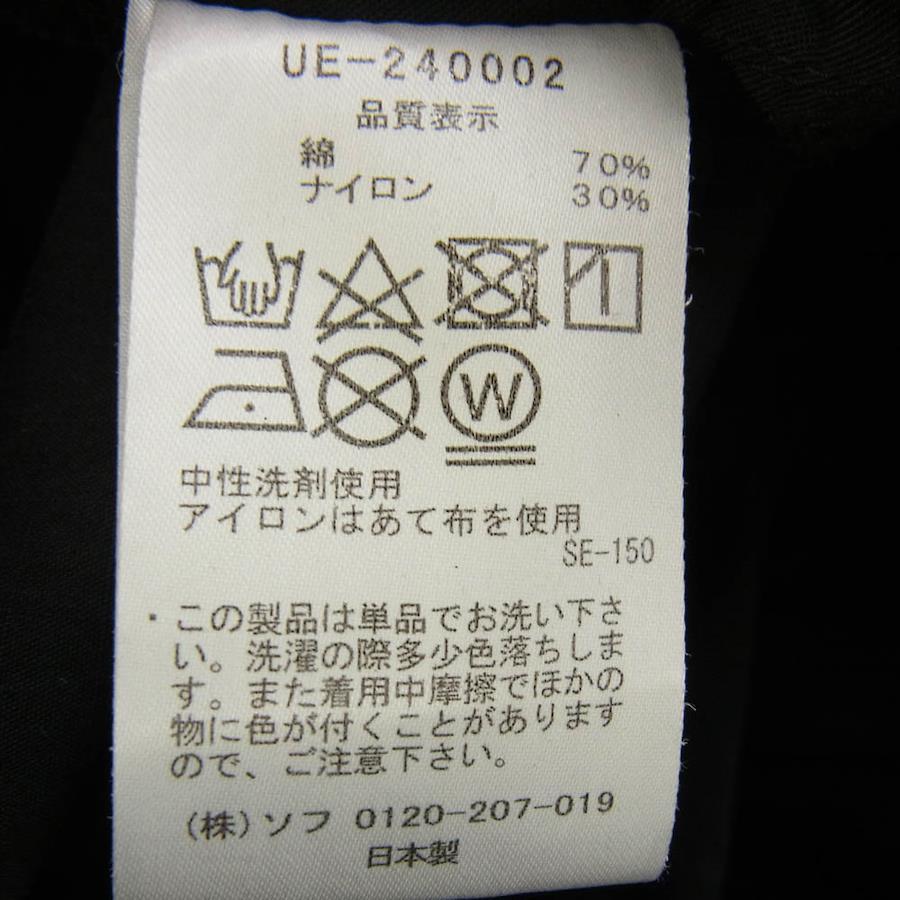 UE-240002
品質表示
綿 70%
ナイロン 30%
W
中性洗剤使用
アイロンはあて布を使用
SE-150
・この製品は単品でお洗い下さ
い。洗濯の際多少色落ちしま
す。また着用中摩擦でほかの
物に色が付くことがあります
ので、ご注意下さい。
(株)ソフ 0120-207-019
日本製